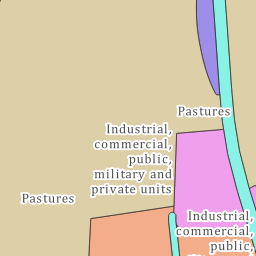 Pastures
Industrial,
commercial,
public,
military and
private units
Pastures
Industrial,
commercial,
public,